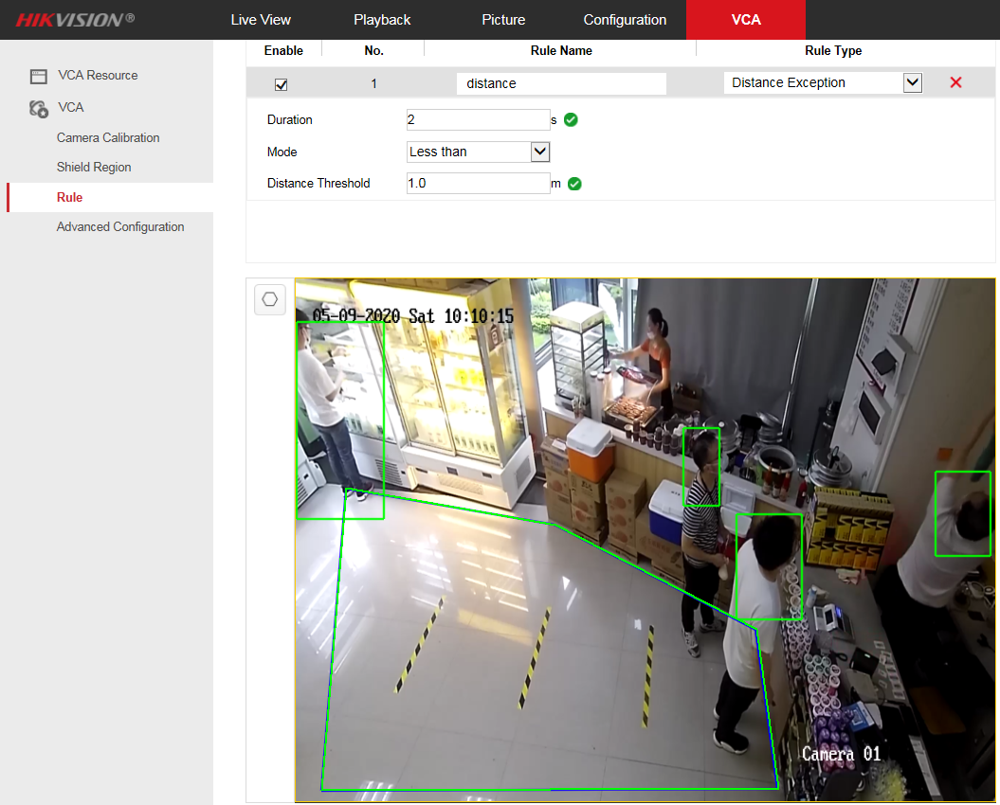 HIKVISION®
Live View
Playback
Picture
Configuration
VCA
VCA Resource
VCA
Camera Calibration
Shield Region
Rule
Advanced Configuration
Enable
No.
Rule Name
Rule Type
1
distance
Distance Exception
Duration
2
s
Mode
Less than
Distance Threshold
1.0
m
05-09-2020 Sat 10:10:15
Camera 01